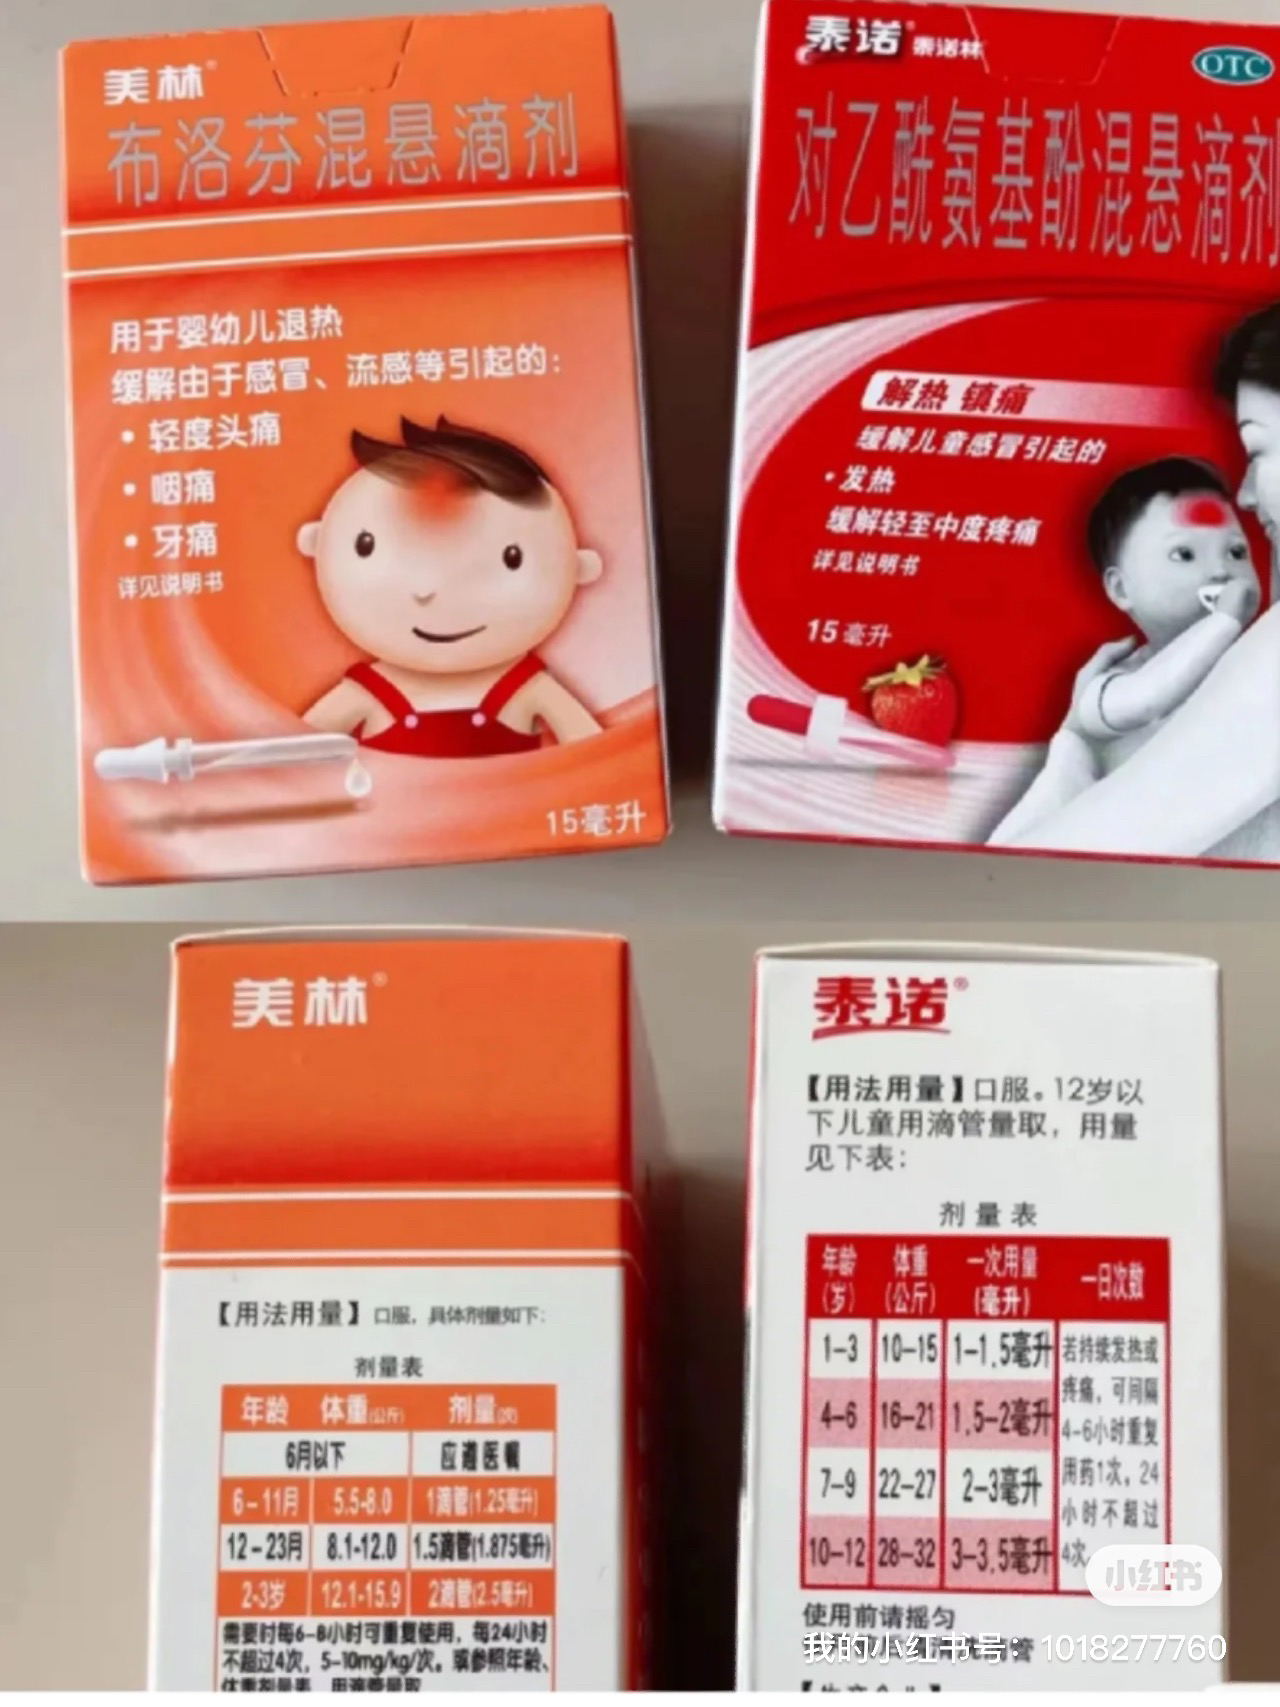 美林®
布洛芬混悬滴剂
用于婴幼儿退热
缓解由于感冒、流感等引起的：
•轻度头痛
•咽痛
•牙痛
详见说明书
15毫升
泰诺® 泰诺林
OTC
对乙酰氨基酚混悬滴剂
解热 镇痛
缓解儿童感冒引起的
•发热
缓解轻至中度疼痛
详见说明书
15毫升
美林®
【用法用量】口服，具体剂量如下：
剂量表
年龄 体重(公斤) 剂量(次)
6月以下 应遵医嘱
6-11月 5.5-8.0 1滴管(1.25毫升)
12-23月 8.1-12.0 1.5滴管(1.875毫升)
2-3岁 12.1-15.9 2滴管(2.5毫升)
需要时每6-8小时可重复使用，每24小时
不超过4次，5-10mg/kg/次。或参照年龄、
体重剂量表，用滴管量取
泰诺®
【用法用量】口服。12岁以
下儿童用滴管量取，用量
见下表：
剂量表
年龄(岁) 体重(公斤) 一次用量(毫升) 一日次数
1-3 10-15 1-1.5毫升
4-6 16-21 1.5-2毫升
7-9 22-27 2-3毫升
10-12 28-32 3-3.5毫升
若持续发热或
疼痛，可间隔
4-6小时重复
用药1次，24
小时不超过
4次
小红书
使用前请摇匀
我的小红书号：1018277760